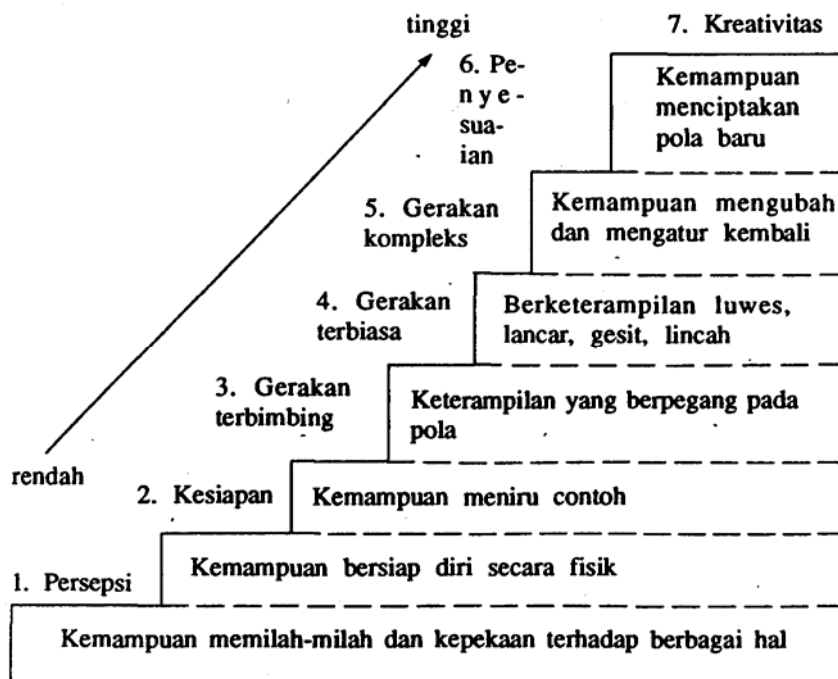 tinggi
7. Kreativitas
6. Pe-
n y e -
sua-
ian
Kemampuan
menciptakan
pola baru
5. Gerakan
kompleks
Kemampuan mengubah
dan mengatur kembali
4. Gerakan
terbiasa
Berketerampilan luwes,
lancar, gesit, lincah
3. Gerakan
terbimbing
Keterampilan yang berpegang pada
pola
rendah
2. Kesiapan
Kemampuan meniru contoh
1. Persepsi
Kemampuan bersiap diri secara fisik
Kemampuan memilah-milah dan kepekaan terhadap berbagai hal